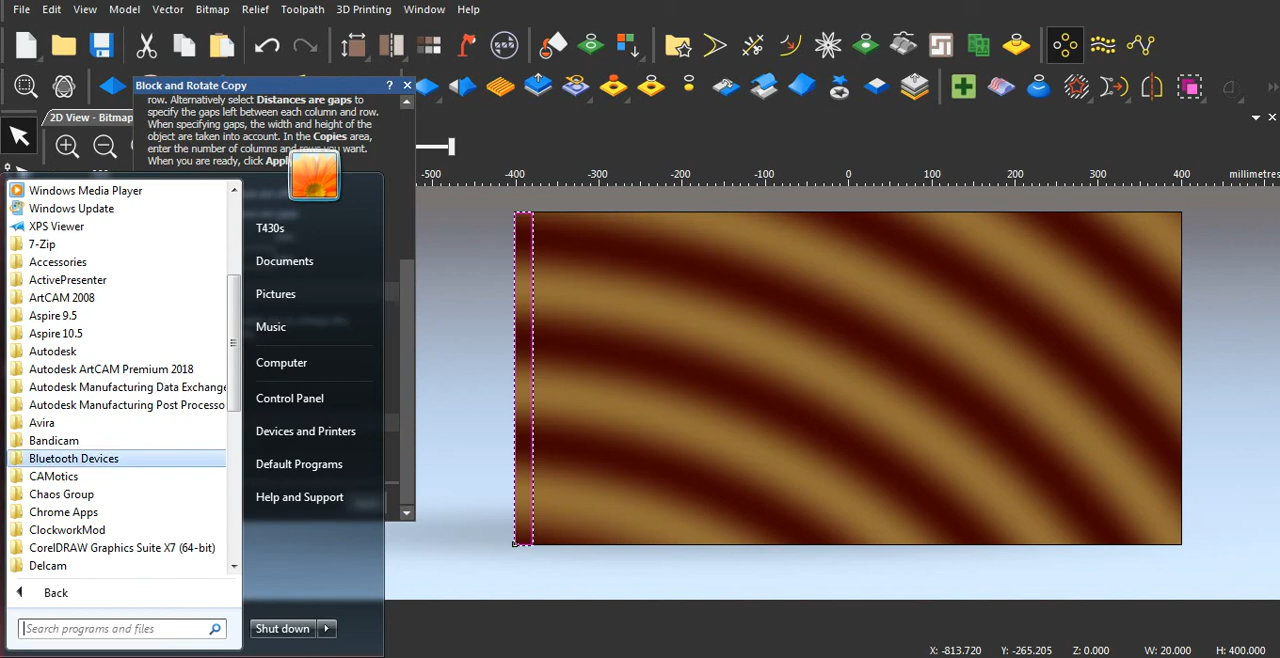 File Edit View Model Vector Bitmap Relief Toolpath 3D Printing Window Help
Block and Rotate Copy ? ×
row. Alternatively select Distances are gaps to
specify the gaps left between each column and row.
When specifying gaps, the width and height of the
object are taken into account. In the Copies area,
enter the number of columns and rows you want.
When you are ready, click
2D View - Bitmap
-500 -400 -300 -200 -100 0 100 200 300 400 millimetres
Windows Media Player
Windows Update
XPS Viewer
7-Zip
Accessories
ActivePresenter
ArtCAM 2008
Aspire 9.5
Aspire 10.5
Autodesk
Autodesk ArtCAM Premium 2018
Autodesk Manufacturing Data Exchange
Autodesk Manufacturing Post Processo
Avira
Bandicam
Bluetooth Devices
CAMotics
Chaos Group
Chrome Apps
ClockworkMod
CorelDRAW Graphics Suite X7 (64-bit)
Delcam
Back
Search programs and files
T430s
Documents
Pictures
Music
Computer
Control Panel
Devices and Printers
Default Programs
Help and Support
Shut down
X: -813.720 Y: -265.205 Z: 0.000 W: 20.000 H: 400.000